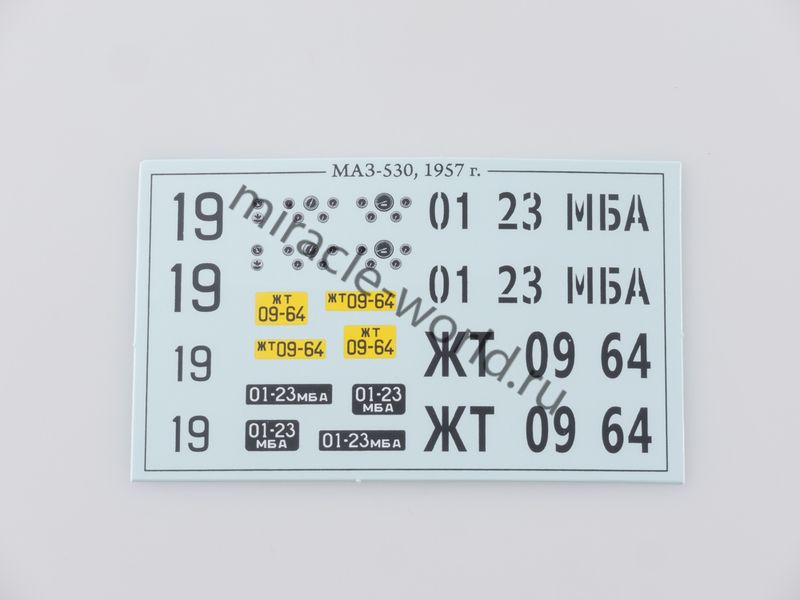 МАЗ-530, 1957 г.
19
01 23 МБА
19
01 23 МБА
ЖТ
09-64
ЖТ09-64
ЖТ09-64
ЖТ
09-64
19
ЖТ 09 64
01-23МБА
01-23
МБА
19
01-23
МБА
01-23МБА
ЖТ 09 64
miracle-world.ru